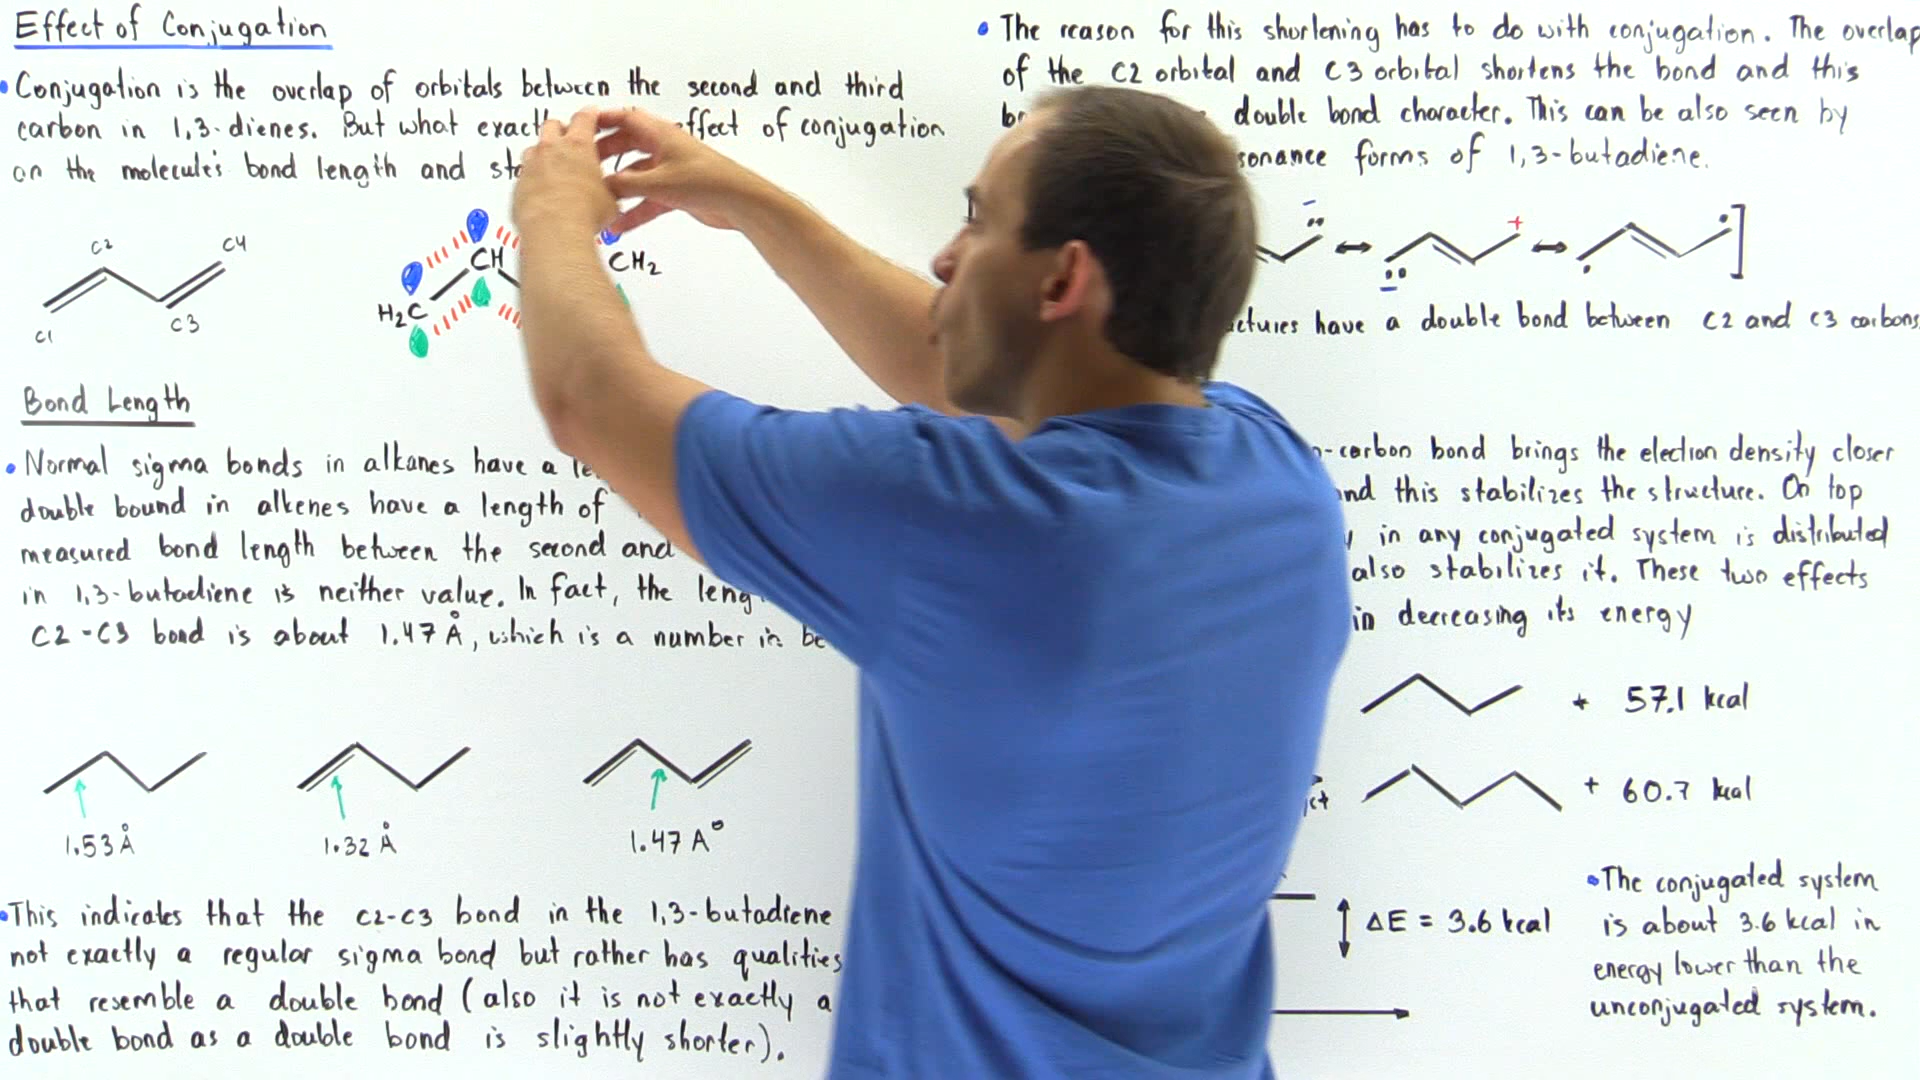 Effect of Conjugation
• Conjugation is the overlap of orbitals between the second and third
carbon in 1,3-dienes. But what exact ffect of conjugation
on the molecule's bond length and st
C1
C2
C3
C4
H2C
CH
CH2
Bond Length
• Normal sigma bonds in alkanes have a le
double bound in alkenes have a length of
measured bond length between the second and
in 1,3-butadiene is neither value. In fact, the leng
C2-C3 bond is about 1.47 Å, which is a number in be
1.53 Å
1.32 Å
1.47 A°
• This indicates that the C2-C3 bond in the 1,3-butadiene
not exactly a regular sigma bond but rather has qualities
that resemble a double bond (also it is not exactly a
double bond as a double bond is slightly shorter).
• The reason for this shortening has to do with conjugation. The overlap
of the C2 orbital and C3 orbital shortens the bond and this
double bond character. This can be also seen by
sonance forms of 1,3-butadiene.
+
ctures have a double bond between C2 and C3 carbons
-carbon bond brings the election density closer
nd this stabilizes the structure. On top
y in any conjugated system is distributed
also stabilizes it. These two effects
in decreasing its energy
+ 57.1 kcal
+ 60.7 kcal
ΔE = 3.6 kcal
• The conjugated system
is about 3.6 kcal in
energy lower than the
unconjugated system.